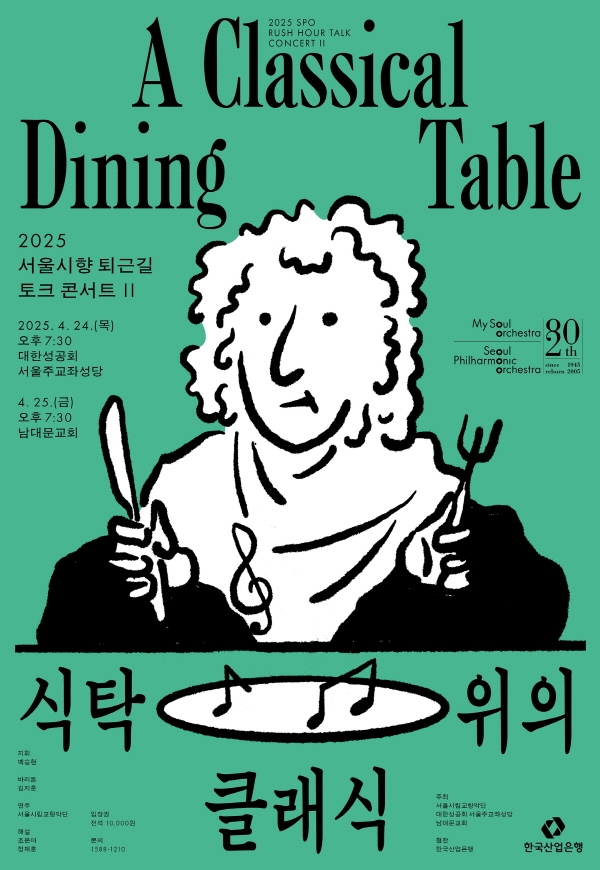 2025 SPO
RUSH HOUR TALK
CONCERT II
A Classical
Dining Table
2025
서울시향 퇴근길
토크 콘서트 II
2025. 4. 24.(목)
오후 7:30
대한성공회
서울주교좌성당
4. 25.(금)
오후 7:30
남대문교회
My Soul
orchestra
Seoul
Philharmonic
orchestra
80
th
since 1945
reborn 2005
식탁 위의
클래식
지휘
백승현
바리톤
김지훈
연주
서울시립교향악단
해설
조은아
정재훈
입장권
전석 10,000원
문의
1588-1210
주최
서울시립교향악단
대한성공회 서울주교좌성당
남대문교회
협찬
한국산업은행
한국산업은행